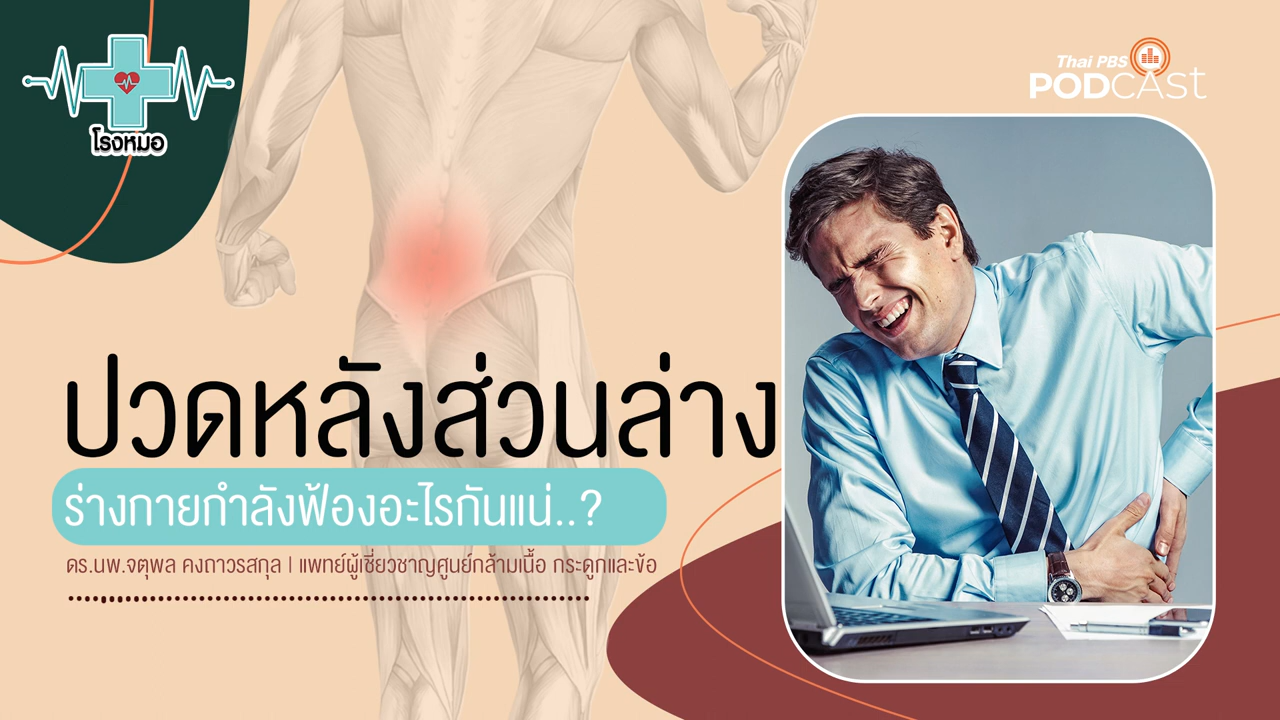 โรงหมอ
Thai PBS
PODCAST
ปวดหลังส่วนล่าง
ร่างกายกำลังฟ้องอะไรกันแน่..?
ดร.นพ.จตุพล คงถาวรสกุล | แพทย์ผู้เชี่ยวชาญศูนย์กล้ามเนื้อ กระดูกและข้อ